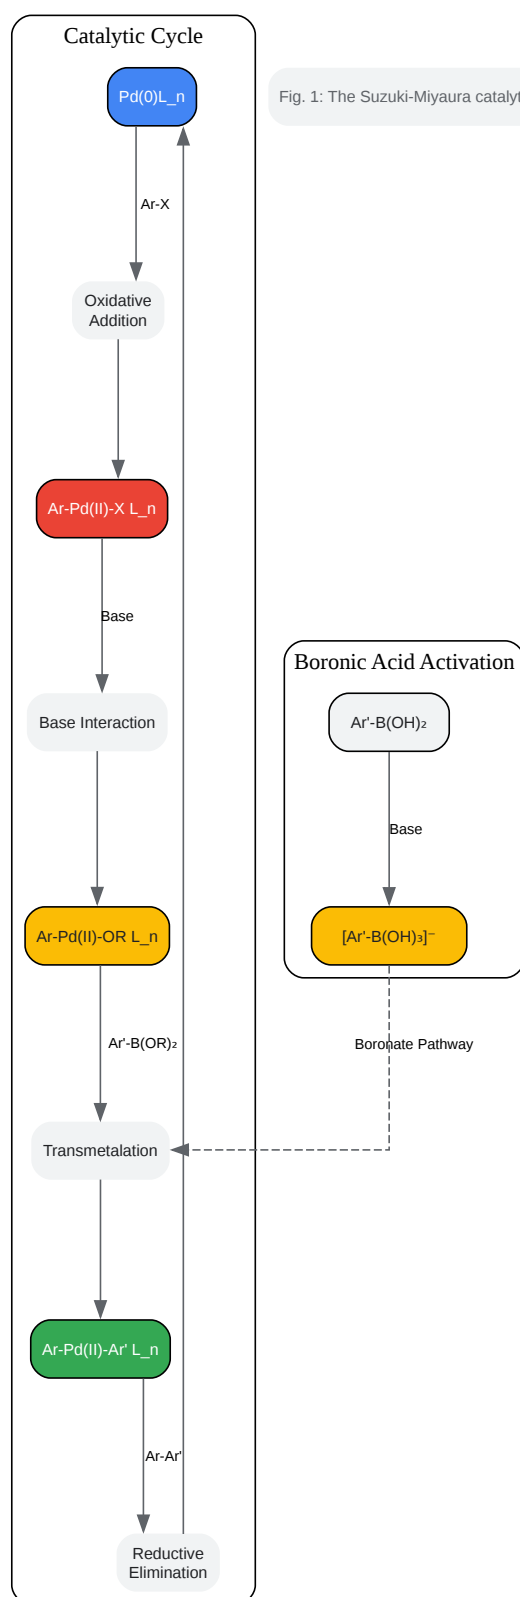 Catalytic Cycle
Pd(0)L_n
Fig. 1: The Suzuki-Miyaura
Ar-X
Oxidative
Addition
Ar-Pd(II)-X L_n
Base
Boronic Acid Activation
Base Interaction
Ar'-B(OH)₂
Base
Ar-Pd(II)-OR L_n
[Ar'-B(OH)₃]⁻
Ar'-B(OR)₂
Boronate Pathway
Transmetalation
Ar-Pd(II)-Ar' L_n
Ar-Ar'
Reductive
Elimination